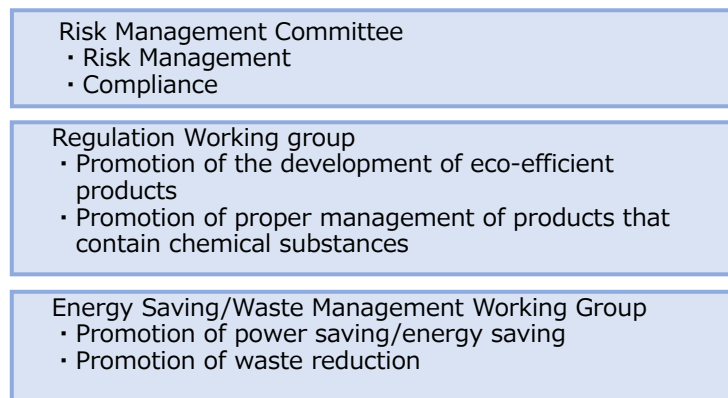 Risk Management Committee
・Risk Management
・Compliance
Regulation Working group
・Promotion of the development of eco-efficient
products
・Promotion of proper management of products that
contain chemical substances
Energy Saving/Waste Management Working Group
・Promotion of power saving/energy saving
・Promotion of waste reduction